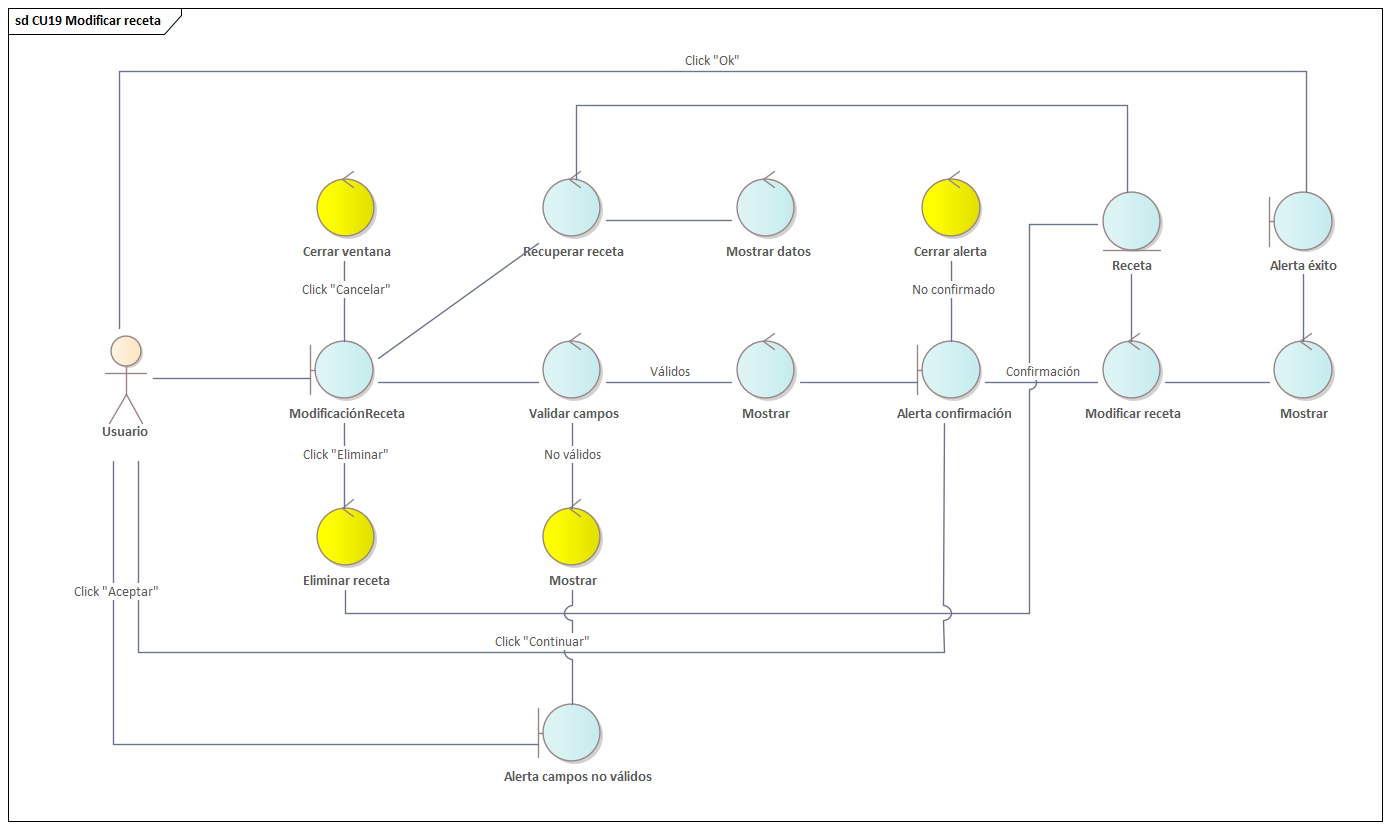 sd CU19 Modificar receta
Click "Ok"
Cerrar ventana
Recuperar receta
Mostrar datos
Cerrar alerta
Receta
Alerta éxito
Click "Cancelar"
No confirmado
Válidos
Confirmación
Usuario
ModificaciónReceta
Validar campos
Mostrar
Alerta confirmación
Modificar receta
Mostrar
Click "Eliminar"
No válidos
Eliminar receta
Mostrar
Click "Aceptar"
Click "Continuar"
Alerta campos no válidos